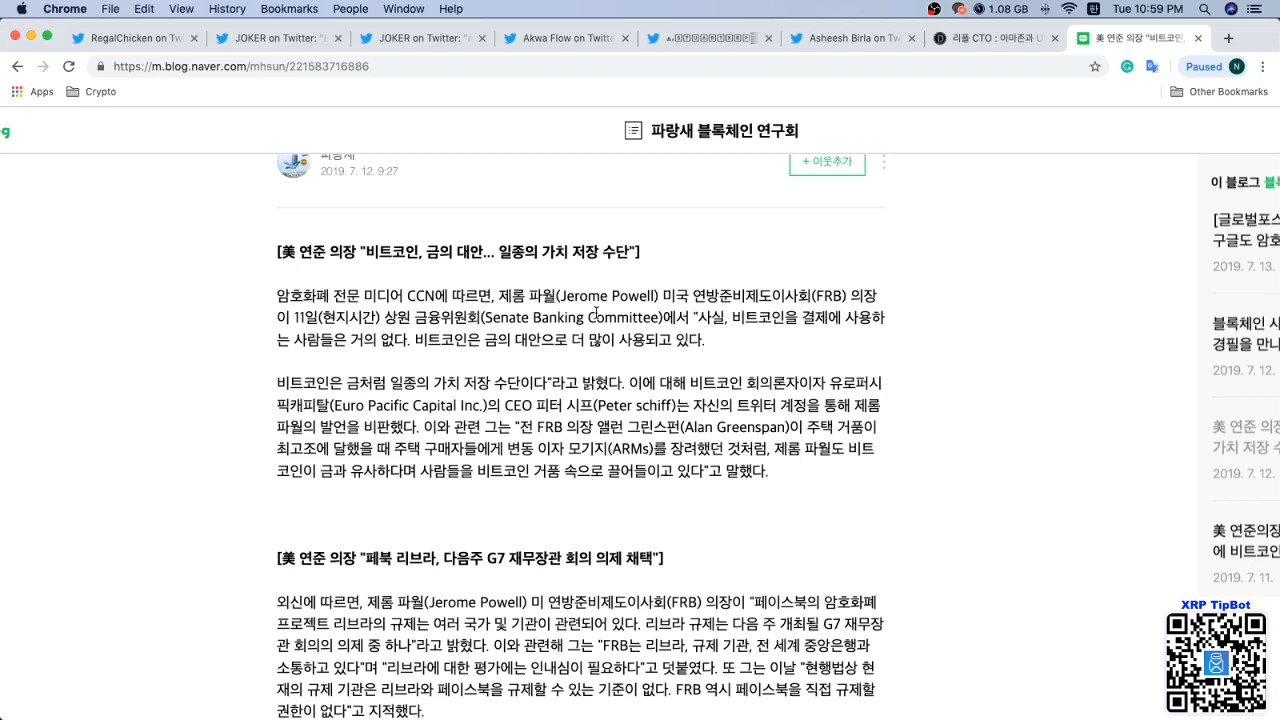 Chrome File Edit View History Bookmarks People Window Help 1.08 GB 한 Tue 10:59 PM
RegalChicken on Tw × JOKER on Twitter: "E × JOKER on Twitter: "- × Akwa Flow on Twitte × × Asheesh Birla on Tw × 리플 CTO : 아마존과 U × 美 연준 의장 "비트코인, ×
https://m.blog.naver.com/mhsun/221583716886 Paused N
Apps Crypto Other Bookmarks
g 파랑새 블록체인 연구회
파랑새
2019. 7. 12. 9:27
+ 이웃추가
[美 연준 의장 "비트코인, 금의 대안... 일종의 가치 저장 수단"]
암호화폐 전문 미디어 CCN에 따르면, 제롬 파월(Jerome Powell) 미국 연방준비제도이사회(FRB) 의장
이 11일(현지시간) 상원 금융위원회(Senate Banking Committee)에서 "사실, 비트코인을 결제에 사용하
는 사람들은 거의 없다. 비트코인은 금의 대안으로 더 많이 사용되고 있다.
비트코인은 금처럼 일종의 가치 저장 수단이다"라고 밝혔다. 이에 대해 비트코인 회의론자이자 유로퍼시
픽캐피탈(Euro Pacific Capital Inc.)의 CEO 피터 시프(Peter schiff)는 자신의 트위터 계정을 통해 제롬
파월의 발언을 비판했다. 이와 관련 그는 "전 FRB 의장 앨런 그린스펀(Alan Greenspan)이 주택 거품이
최고조에 달했을 때 주택 구매자들에게 변동 이자 모기지(ARMs)를 장려했던 것처럼, 제롬 파월도 비트
코인이 금과 유사하다며 사람들을 비트코인 거품 속으로 끌어들이고 있다"고 말했다.
[美 연준 의장 "페북 리브라, 다음주 G7 재무장관 회의 의제 채택"]
외신에 따르면, 제롬 파월(Jerome Powell) 미 연방준비제도이사회(FRB) 의장이 "페이스북의 암호화폐
프로젝트 리브라의 규제는 여러 국가 및 기관이 관련되어 있다. 리브라 규제는 다음 주 개최될 G7 재무장
관 회의의 의제 중 하나"라고 밝혔다. 이와 관련해 그는 "FRB는 리브라, 규제 기관, 전 세계 중앙은행과
소통하고 있다"며 "리브라에 대한 평가에는 인내심이 필요하다"고 덧붙였다. 또 그는 이날 "현행법상 현
재의 규제 기관은 리브라와 페이스북을 규제할 수 있는 기준이 없다. FRB 역시 페이스북을 직접 규제할
권한이 없다"고 지적했다.
이 블로그 블록
[글로벌포스
구글도 암호
2019. 7. 13.
블록체인 사
경필을 만나
2019. 7. 12.
美 연준 의장
가치 저장 수
2019. 7. 12.
美 연준의장
에 비트코인
2019. 7. 11.
XRP TipBot